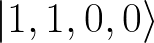 |1, 1, 0, 0⟩